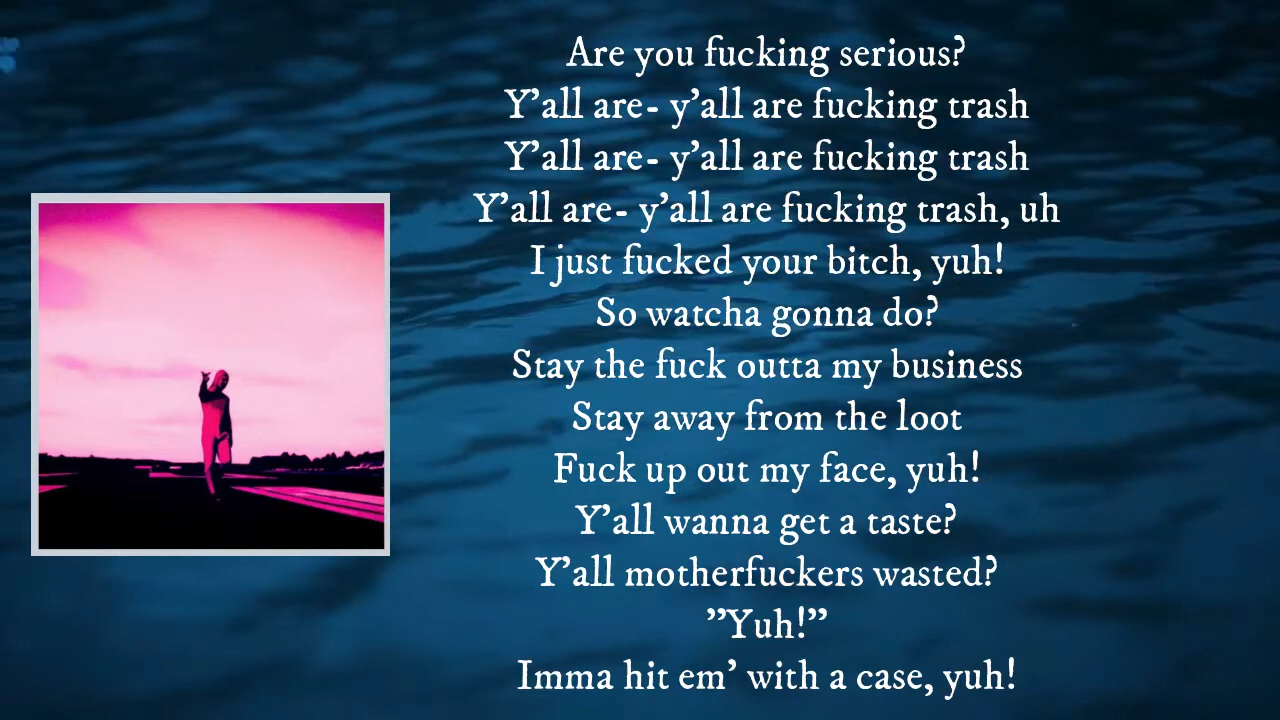 Are you fucking serious?
Y'all are- y'all are fucking trash
Y'all are- y'all are fucking trash
Y'all are- y'all are fucking trash, uh
I just fucked your bitch, yuh!
So watcha gonna do?
Stay the fuck outta my business
Stay away from the loot
Fuck up out my face, yuh!
Y'all wanna get a taste?
Y'all motherfuckers wasted?
”Yuh!”
Imma hit em' with a case, yuh!